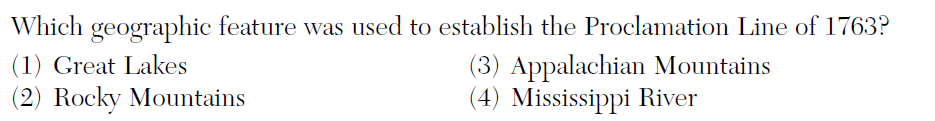 Which geographic feature was used to establish the Proclamation Line of 1763?
(1) Great Lakes
(2) Rocky Mountains
(3) Appalachian Mountains
(4) Mississippi River